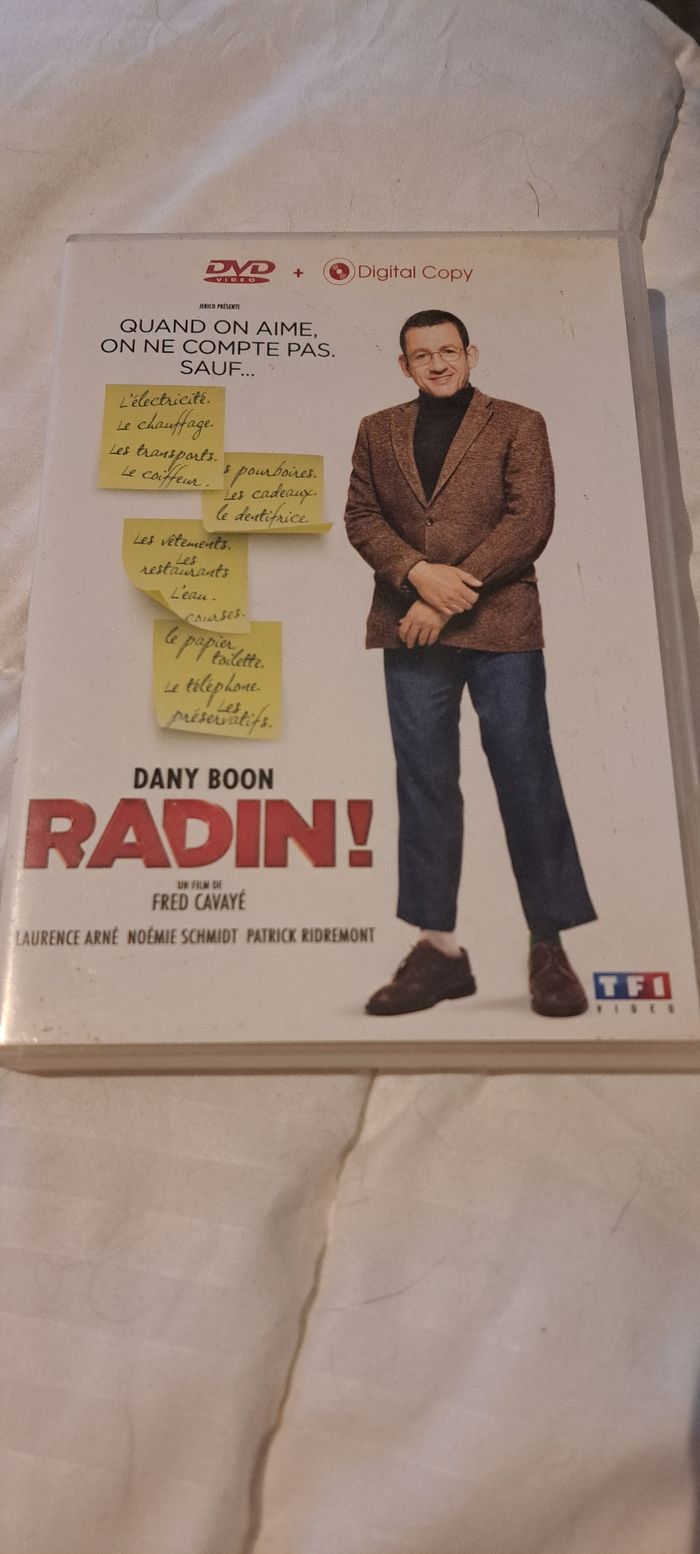 DVD VIDEO + Digital Copy
JERICO PRÉSENTE
QUAND ON AIME,
ON NE COMPTE PAS.
SAUF...
L'électricité.
Le chauffage.
Les transports.
Le coiffeur.
s pourboires.
Les cadeaux.
le dentifrice.
Les vêtements.
Les
restaurants
L'eau.
courses.
le papier
toilette.
Le téléphone.
Les
préservatifs.
DANY BOON
RADIN!
UN FILM DE
FRED CAVAYÉ
LAURENCE ARNÉ NOÉMIE SCHMIDT PATRICK RIDREMONT
TF1
VIDEO